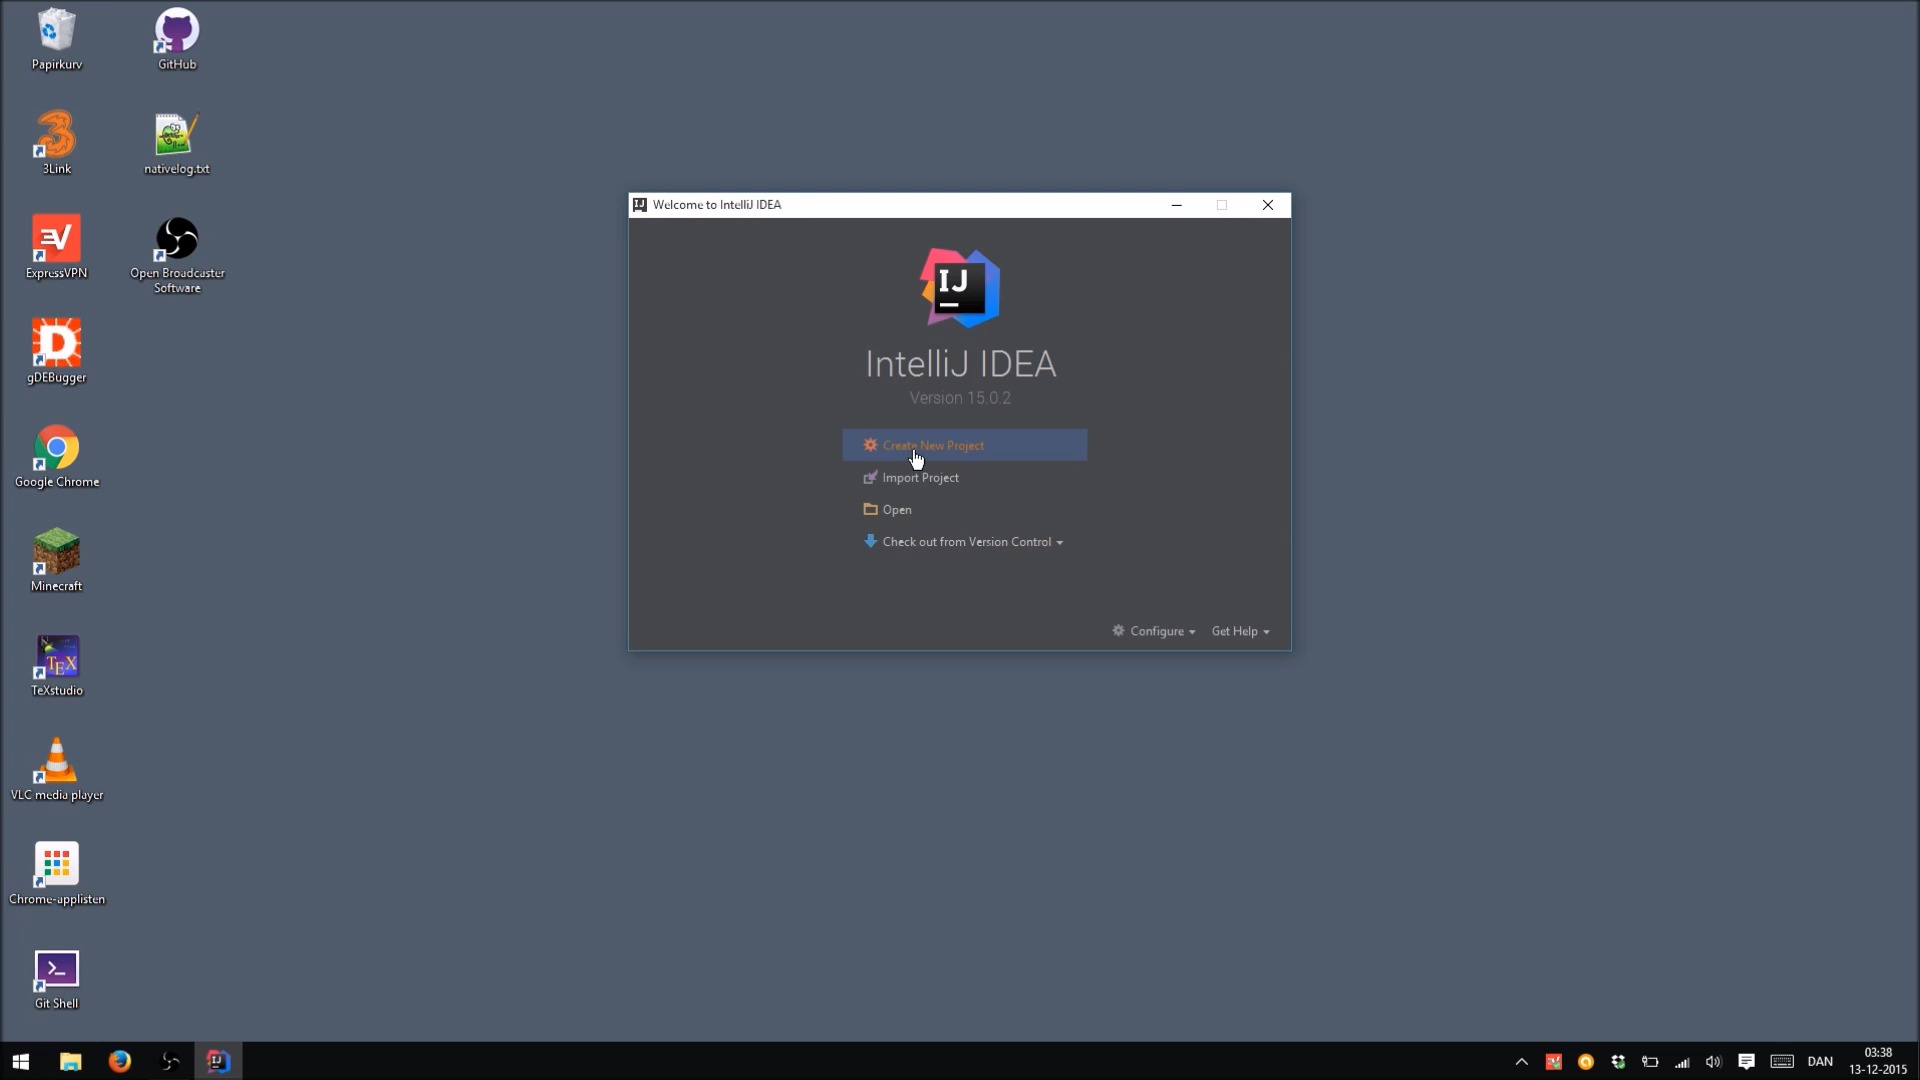 Papirkurv
GitHub
3Link
nativelog.txt
ExpressVPN
Open Broadcaster
Software
gDEBugger
Google Chrome
Minecraft
TeXstudio
VLC media player
Chrome-applisten
Git Shell
Welcome to IntelliJ IDEA
IJ
IntelliJ IDEA
Version 15.0.2
Create New Project
Import Project
Open
Check out from Version Control
Configure
Get Help
DAN
03:38
13-12-2015